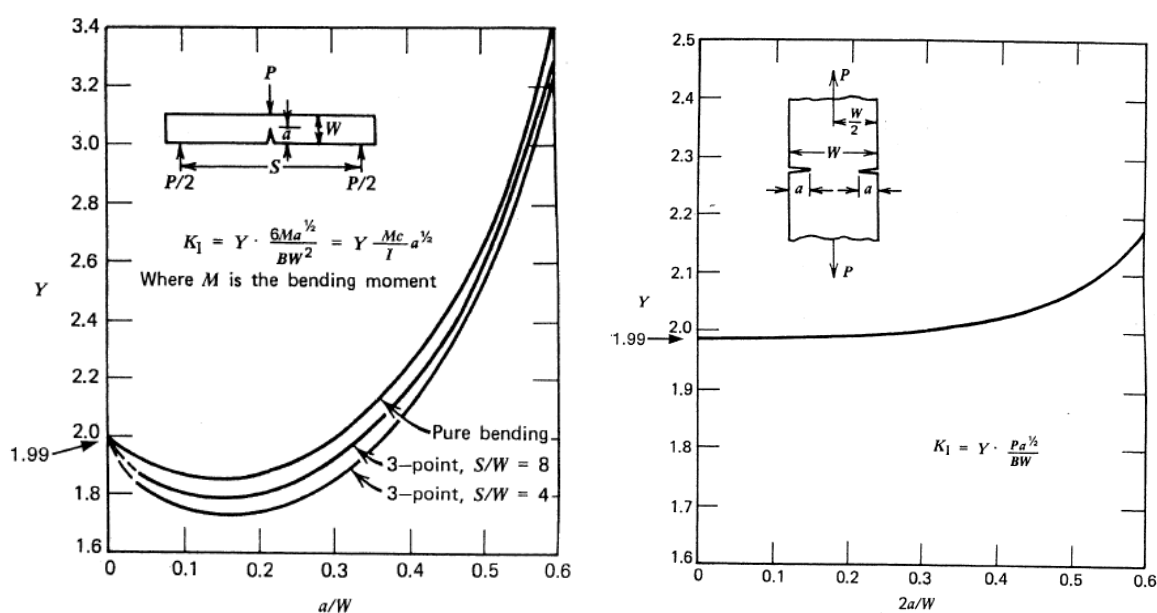 3.4
3.2
3.0
2.8
2.6
2.4
2.2
2.0
1.8
1.6
Y
1.99
P
a
W
S
P/2
P/2
K_I = Y · 6Ma^½ / BW² = Y Mc/I a^½
Where M is the bending moment
Pure bending
3–point, S/W = 8
3–point, S/W = 4
0
0.1
0.2
0.3
0.4
0.5
0.6
a/W
2.5
2.4
2.3
2.2
2.1
2.0
1.9
1.8
1.7
1.6
Y
1.99
P
W/2
W
a
a
P
K_I = Y · Pa^½ / BW
0
0.1
0.2
0.3
0.4
0.5
0.6
2a/W